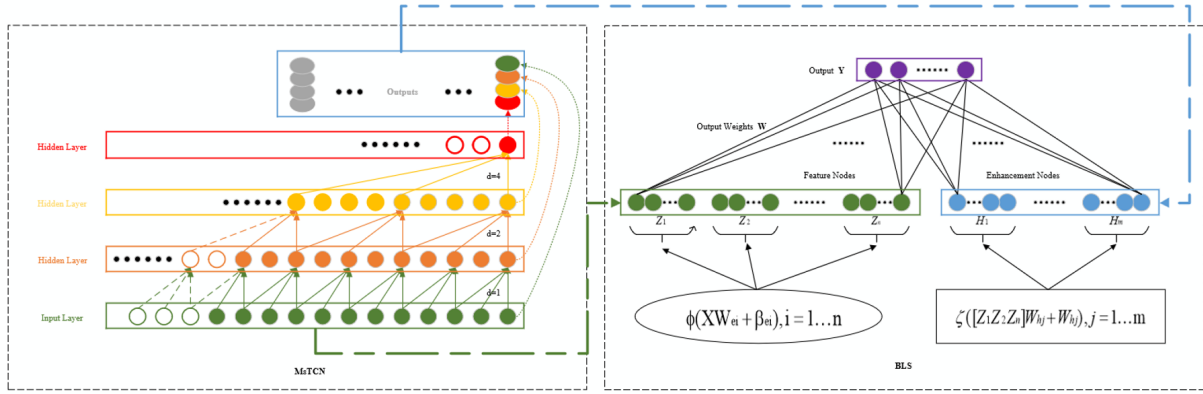 Outputs
Hidden Layer
d=4
Hidden Layer
d=2
Hidden Layer
d=1
Input Layer
MsTCN
Output Y
Output Weights W
Feature Nodes
Enhancement Nodes
Z₁ Z₂ Zₙ H₁ Hₘ
ϕ(XWₑᵢ + βₑᵢ), i = 1…n
ζ([Z₁Z₂Zₙ]Wₕⱼ + Wₕⱼ), j = 1…m
BLS